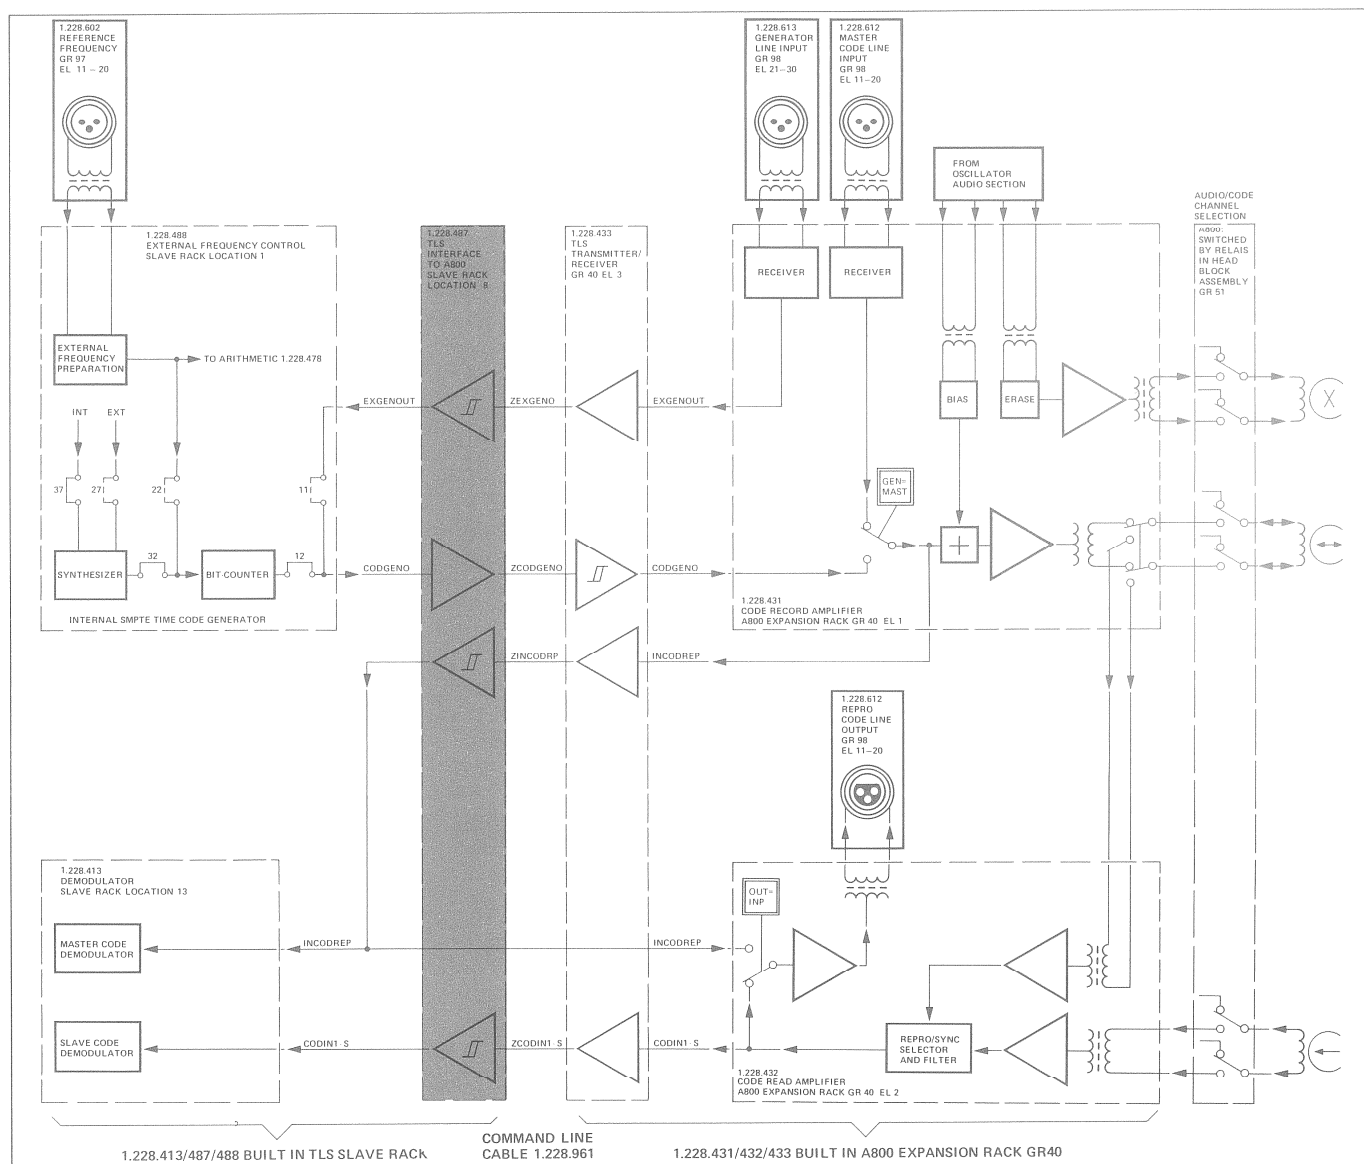 1.228.602
REFERENCE
FREQUENCY
GR 97
EL 11 – 20
1.228.613
GENERATOR
LINE INPUT
GR 98
EL 21–30
1.228.612
MASTER
CODE LINE
INPUT
GR 98
EL 11–20
FROM
OSCILLATOR
AUDIO SECTION
AUDIO/CODE
CHANNEL
SELECTION
A800:
SWITCHED
BY RELAIS
IN HEAD
BLOCK
ASSEMBLY
GR 51
1.228.488
EXTERNAL FREQUENCY CONTROL
SLAVE RACK LOCATION 1
1.228.487
TLS
INTERFACE
TO A800
SLAVE RACK
LOCATION 8
1.228.433
TLS
TRANSMITTER/
RECEIVER
GR 40 EL 3
RECEIVER
RECEIVER
EXTERNAL
FREQUENCY
PREPARATION
TO ARITHMETIC 1.228.478
EXGENOUT
ZEXGENO
EXGENOUT
BIAS
ERASE
INT
EXT
37
27
22
11
GEN=
MAST
SYNTHESIZER
32
BIT-COUNTER
12
CODGENO
ZCODGENO
CODGENO
INTERNAL SMPTE TIME CODE GENERATOR
1.228.431
CODE RECORD AMPLIFIER
A800 EXPANSION RACK GR 40 EL 1
ZINCODRP
INCODREP
1.228.612
REPRO
CODE LINE
OUTPUT
GR 98
EL 11–20
1.228.413
DEMODULATOR
SLAVE RACK LOCATION 13
OUT=
INP
MASTER CODE
DEMODULATOR
INCODREP
INCODREP
SLAVE CODE
DEMODULATOR
CODIN1-S
ZCODIN1-S
CODIN1-S
REPRO/SYNC
SELECTOR
AND FILTER
1.228.432
CODE READ AMPLIFIER
A800 EXPANSION RACK GR 40 EL 2
1.228.413/487/488 BUILT IN TLS SLAVE RACK
COMMAND LINE
CABLE 1.228.961
1.228.431/432/433 BUILT IN A800 EXPANSION RACK GR40